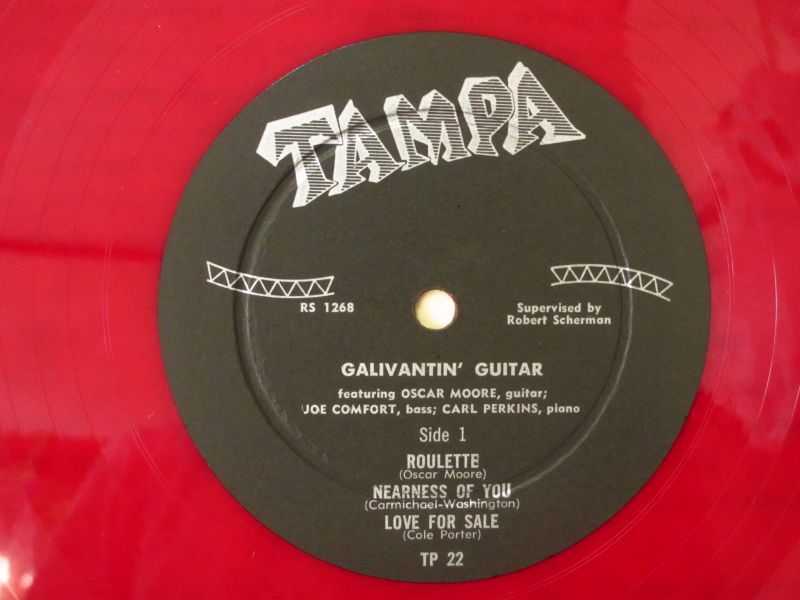 TAMPA
RS 1268
Supervised by
Robert Scherman
GALIVANTIN' GUITAR
featuring OSCAR MOORE, guitar;
JOE COMFORT, bass; CARL PERKINS, piano
Side 1
ROULETTE
(Oscar Moore)
NEARNESS OF YOU
(Carmichael-Washington)
LOVE FOR SALE
(Cole Porter)
TP 22